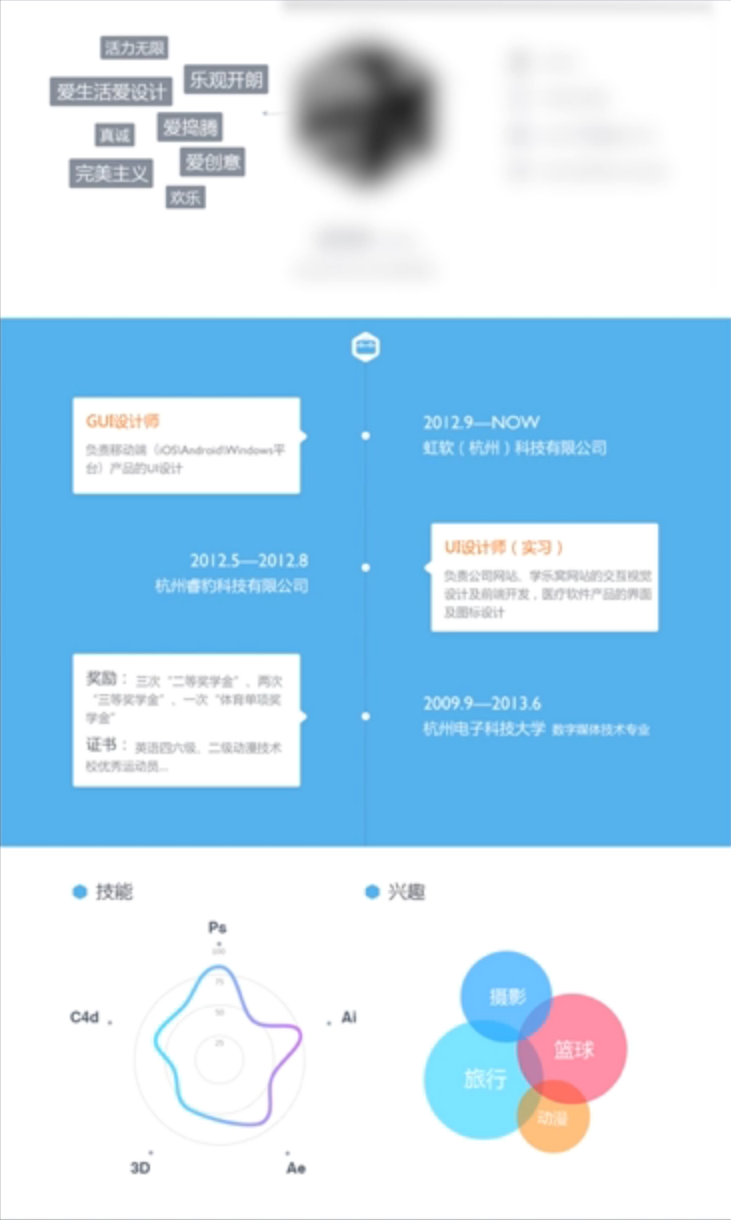 活力无限
乐观开朗
爱生活爱设计
爱捣腾
真诚
爱创意
完美主义
欢乐
GUI设计师
负责移动端（iOS\Android\Windows平
台）产品的UI设计
2012.9—NOW
虹软（杭州）科技有限公司
2012.5—2012.8
杭州睿豹科技有限公司
UI设计师（实习）
负责公司网站、学乐窝网站的交互视觉
设计及前端开发，医疗软件产品的界面
及图标设计
奖励：三次“二等奖学金”、两次
“三等奖学金”、一次“体育单项奖
学金”
证书：英语四六级、二级动漫技术
校优秀运动员...
2009.9—2013.6
杭州电子科技大学 数字媒体技术专业
技能
兴趣
Ps
100
75
50
25
C4d
Ai
3D
Ae
摄影
篮球
旅行
动漫